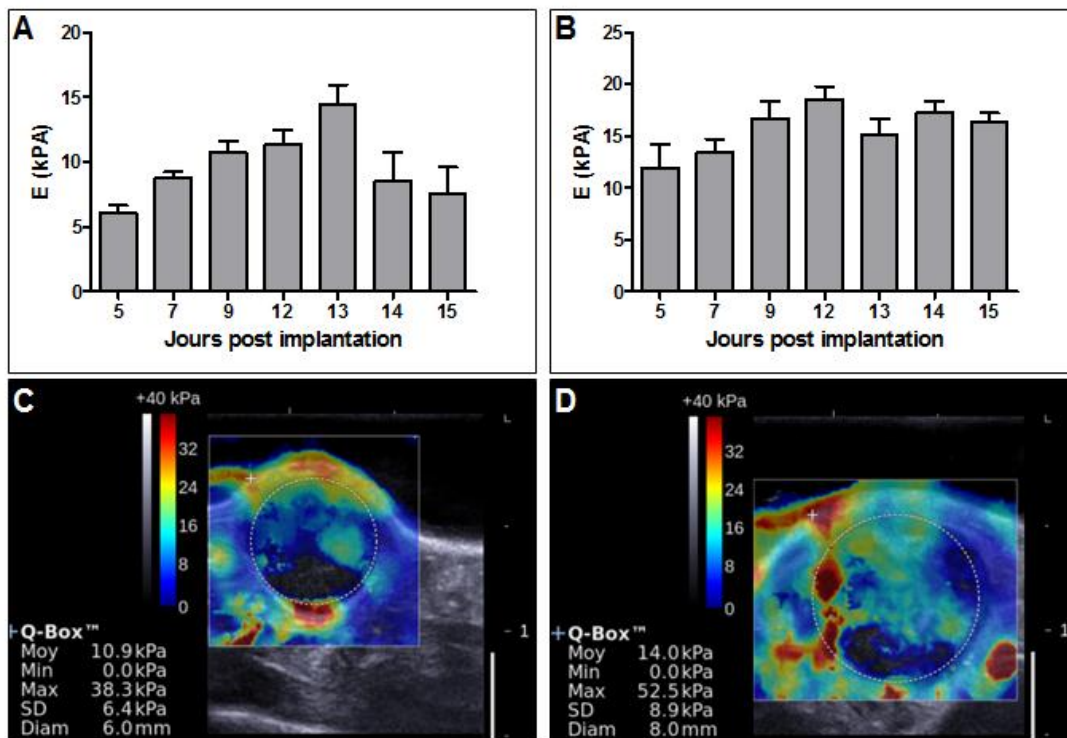 A
20
15
10
5
0
E (kPA)
5 7 9 12 13 14 15
Jours post implantation
B
25
20
15
10
5
0
E (kPA)
5 7 9 12 13 14 15
Jours post implantation
C
+40 kPa
32
24
16
8
0
L
1
+Q-Box™
Moy 10.9 kPa
Min 0.0 kPa
Max 38.3 kPa
SD 6.4 kPa
Diam 6.0 mm
D
+40 kPa
32
24
16
8
0
L
1
+Q-Box™
Moy 14.0 kPa
Min 0.0 kPa
Max 52.5 kPa
SD 8.9 kPa
Diam 8.0 mm